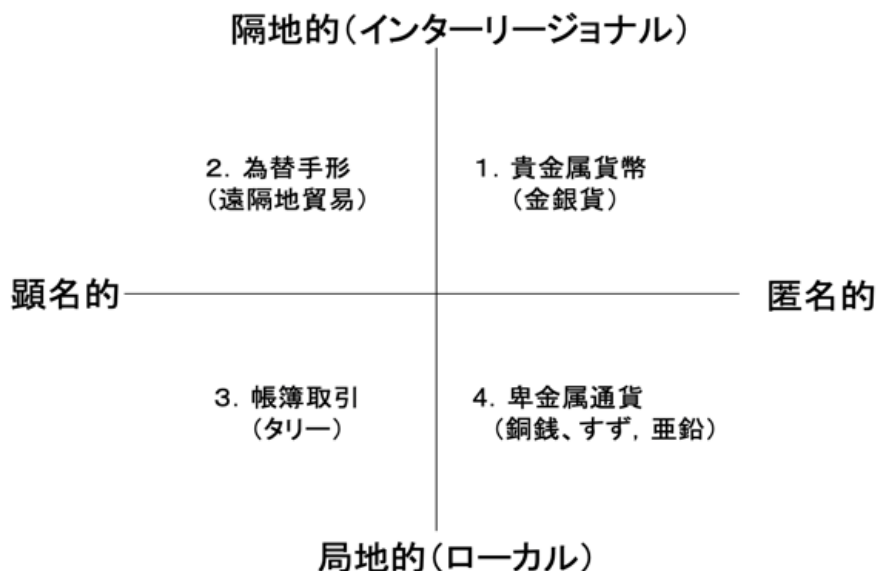 隔地的(インターリージョナル)
2. 為替手形
(遠隔地貿易)
1. 貴金属貨幣
(金銀貨)
顕名的
匿名的
3. 帳簿取引
(タリー)
4. 卑金属通貨
(銅銭、すず, 亜鉛)
局地的(ローカル)